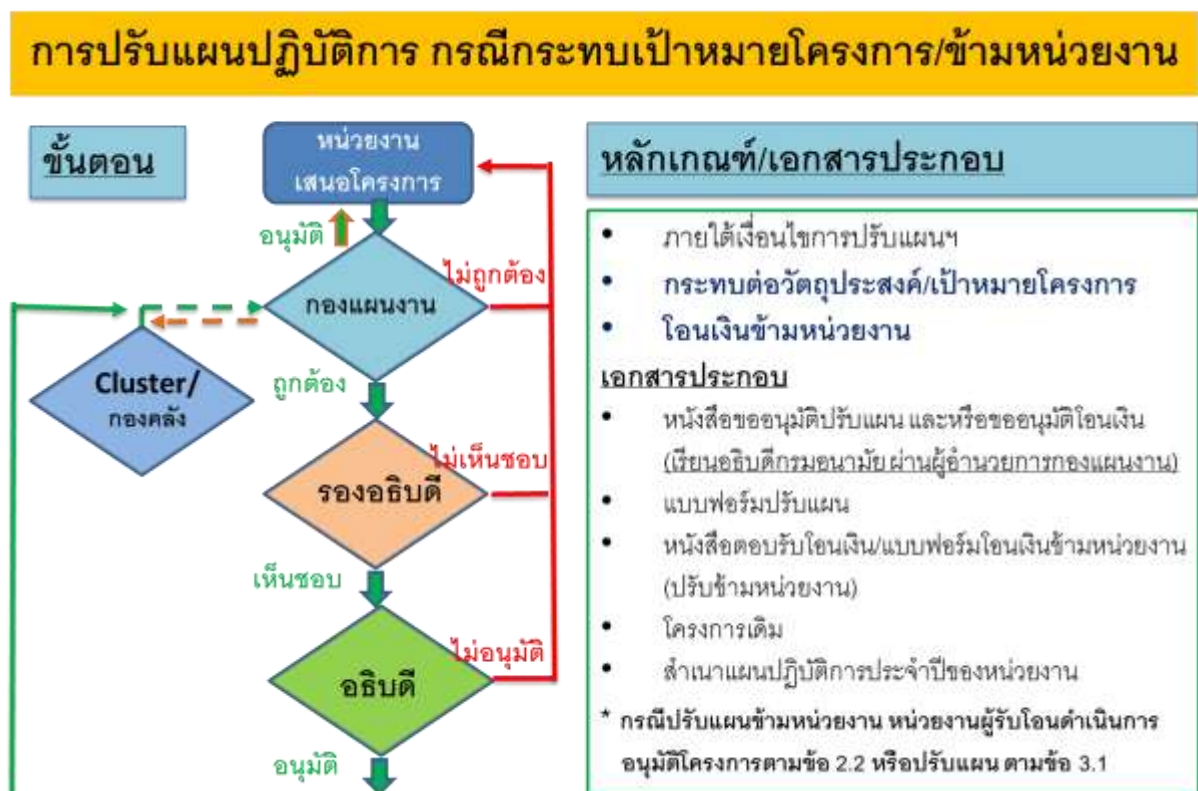 การปรับแผนปฏิบัติการ กรณีกระทบเป้าหมายโครงการ/ข้ามหน่วยงาน
ขั้นตอน
หน่วยงาน
เสนอโครงการ
อนุมัติ
กองแผนงาน
ไม่ถูกต้อง
Cluster/
กองคลัง
ถูกต้อง
รองอธิบดี
ไม่เห็นชอบ
เห็นชอบ
อธิบดี
ไม่อนุมัติ
อนุมัติ
หลักเกณฑ์/เอกสารประกอบ
• ภายใต้เงื่อนไขการปรับแผนฯ
• กระทบต่อวัตถุประสงค์/เป้าหมายโครงการ
• โอนเงินข้ามหน่วยงาน
เอกสารประกอบ
• หนังสือขออนุมัติปรับแผน และหรือขออนุมัติโอนเงิน
(เรียนอธิบดีกรมอนามัย ผ่านผู้อำนวยการกองแผนงาน)
• แบบฟอร์มปรับแผน
• หนังสือตอบรับโอนเงิน/แบบฟอร์มโอนเงินข้ามหน่วยงาน
(ปรับข้ามหน่วยงาน)
• โครงการเดิม
• สำเนาแผนปฏิบัติการประจำปีของหน่วยงาน
* กรณีปรับแผนข้ามหน่วยงาน หน่วยงานผู้รับโอนดำเนินการ
อนุมัติโครงการตามข้อ 2.2 หรือปรับแผน ตามข้อ 3.1